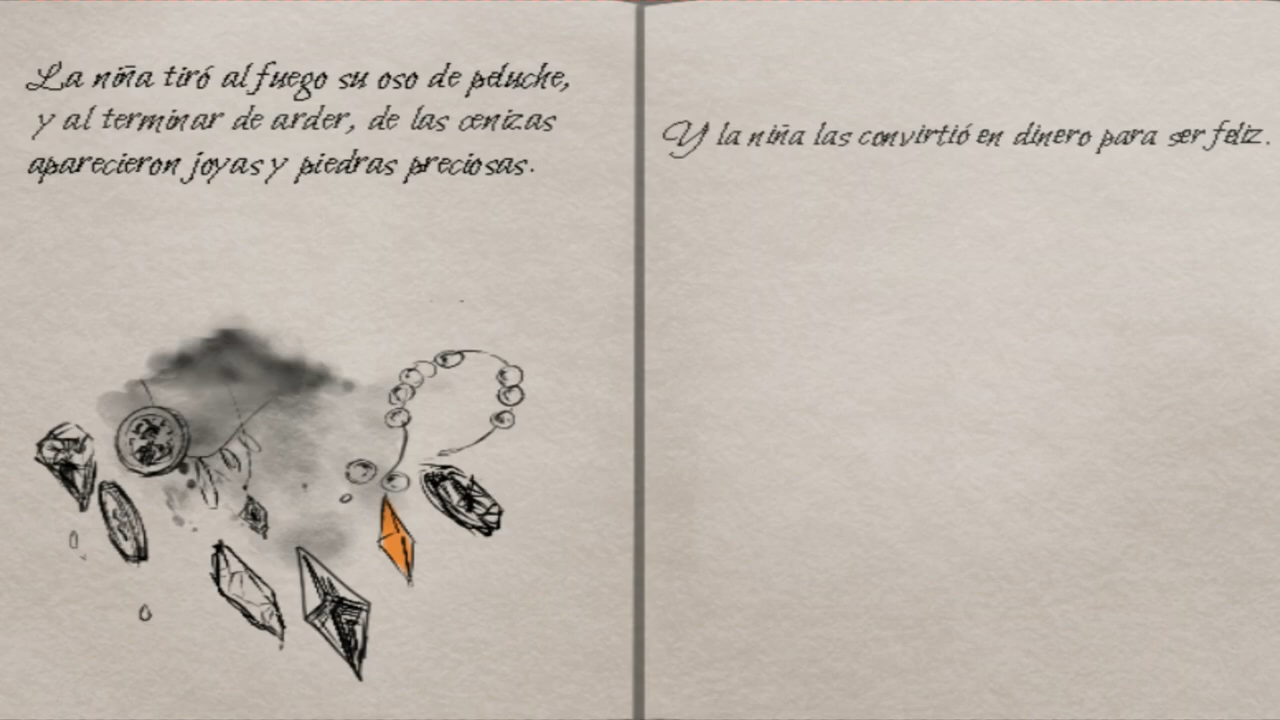 La niña tiró al fuego su oso de peluche,
y al terminar de arder, de las cenizas
aparecieron joyas y piedras preciosas.
Y la niña las convirtió en dinero para ser feliz.